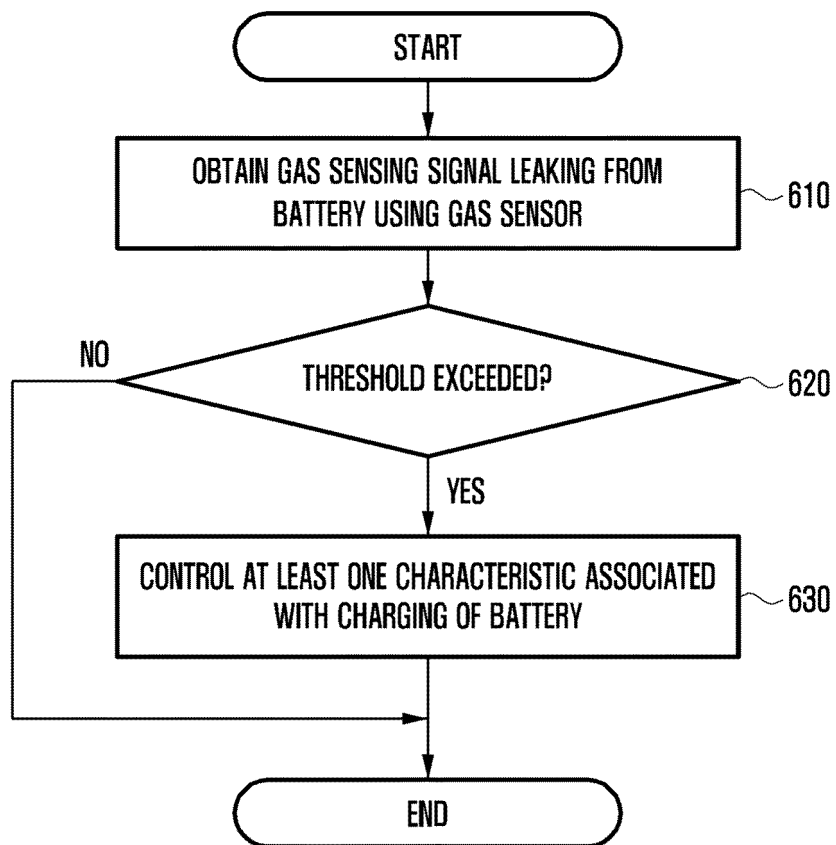 START
OBTAIN GAS SENSING SIGNAL LEAKING FROM
BATTERY USING GAS SENSOR
610
NO
THRESHOLD EXCEEDED?
620
YES
CONTROL AT LEAST ONE CHARACTERISTIC ASSOCIATED
WITH CHARGING OF BATTERY
630
END